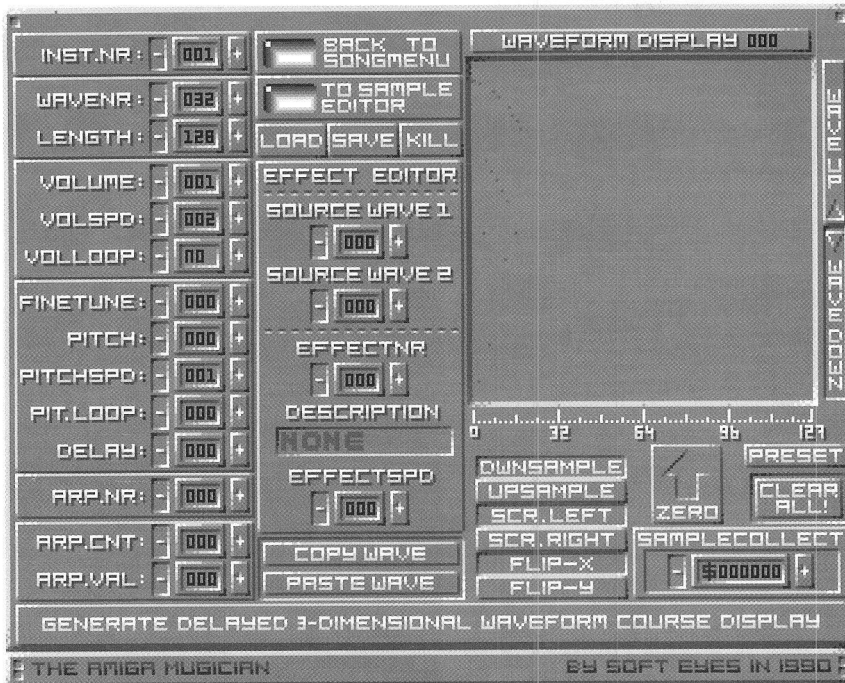 INST.NR: - 001 +
WAVENR: - 032 +
LENGTH: - 128 +
VOLUME: - 001 +
VOLSPD: - 002 +
VOLLOOP: - NO +
FINETUNE: - 000 +
PITCH: - 000 +
PITCHSPD: - 001 +
PIT.LOOP: - 000 +
DELAY: - 000 +
ARP.NR: - 000 +
ARP.CNT: - 000 +
ARP.VAL: - 000 +
BACK TO
SONGMENU
TO SAMPLE
EDITOR
LOAD SAVE KILL
EFFECT EDITOR
SOURCE WAVE 1
- 000 +
SOURCE WAVE 2
- 000 +
EFFECTNR
- 000 +
DESCRIPTION
NONE
EFFECTSPD
- 000 +
COPY WAVE
PASTE WAVE
WAVEFORM DISPLAY 000
WAVE UP
WAVE DOWN
0 32 64 96 127
DWNSAMPLE
UPSAMPLE
SCR.LEFT
SCR.RIGHT
FLIP-X
FLIP-Y
ZERO
PRESET
CLEAR
ALL!
SAMPLECOLLECT
- $000000 +
GENERATE DELAYED 3-DIMENSIONAL WAVEFORM COURSE DISPLAY
THE AMIGA MUGICIAN
BY SOFT EYES IN 1990